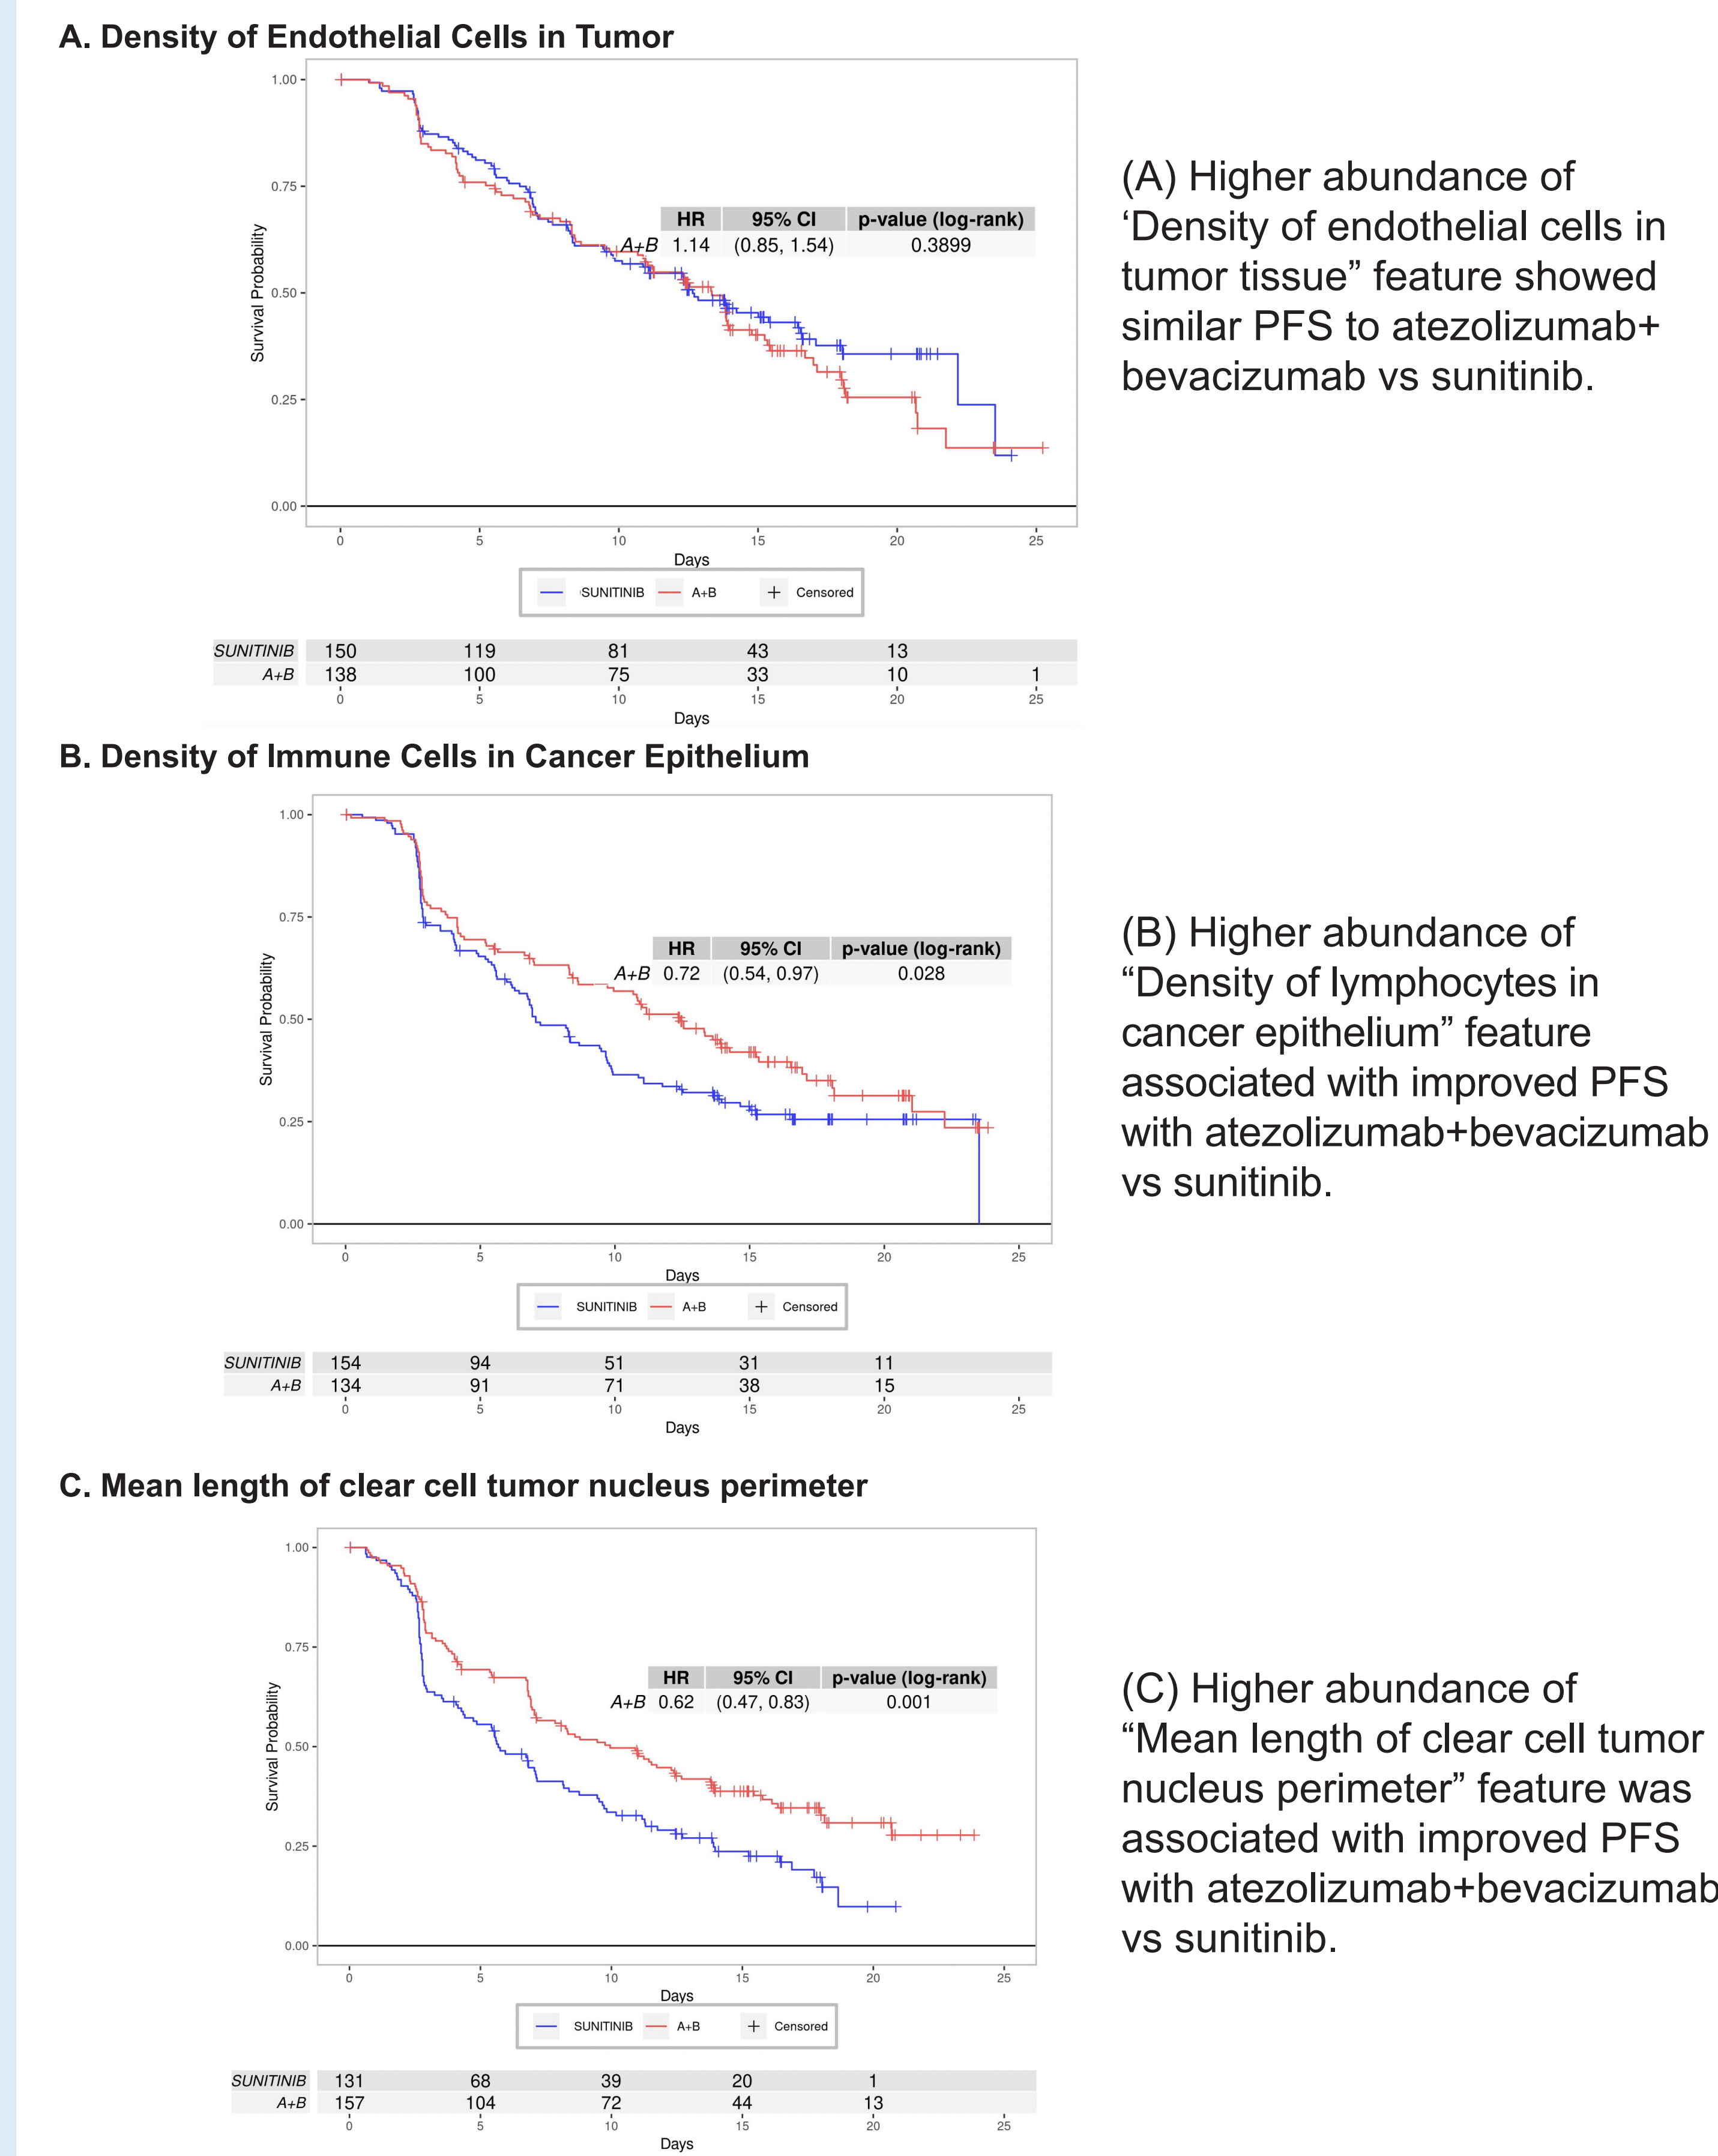 A. Density of Endothelial Cells in Tumor
1.00
0.75
0.50
0.25
0.00
Survival Probability
HR 95% CI p-value (log-rank)
A+B 1.14 (0.85, 1.54) 0.3899
0 5 10 15 20 25
Days
SUNITINIB A+B Censored
SUNITINIB 150 119 81 43 13
A+B 138 100 75 33 10 1
0 5 10 15 20 25
Days
(A) Higher abundance of
‘Density of endothelial cells in
tumor tissue” feature showed
similar PFS to atezolizumab+
bevacizumab vs sunitinib.
B. Density of Immune Cells in Cancer Epithelium
1.00
0.75
0.50
0.25
0.00
Survival Probability
HR 95% CI p-value (log-rank)
A+B 0.72 (0.54, 0.97) 0.028
0 5 10 15 20 25
Days
SUNITINIB A+B Censored
SUNITINIB 154 94 51 31 11
A+B 134 91 71 38 15
0 5 10 15 20 25
Days
(B) Higher abundance of
“Density of lymphocytes in
cancer epithelium” feature
associated with improved PFS
with atezolizumab+bevacizumab
vs sunitinib.
C. Mean length of clear cell tumor nucleus perimeter
1.00
0.75
0.50
0.25
0.00
Survival Probability
HR 95% CI p-value (log-rank)
A+B 0.62 (0.47, 0.83) 0.001
0 5 10 15 20 25
Days
SUNITINIB A+B Censored
SUNITINIB 131 68 39 20 1
A+B 157 104 72 44 13
0 5 10 15 20 25
Days
(C) Higher abundance of
“Mean length of clear cell tumor
nucleus perimeter” feature was
associated with improved PFS
with atezolizumab+bevacizumab
vs sunitinib.